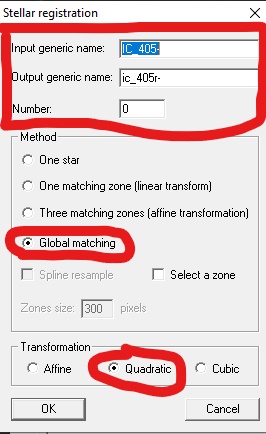 Stellar registration
Input generic name: IC_405-
Output generic name: ic_405r-
Number: 0
Method
One star
One matching zone (linear transform)
Three matching zones (affine transformation)
Global matching
Spline resample Select a zone
Zones size: 300 pixels
Transformation
Affine Quadratic Cubic
OK Cancel